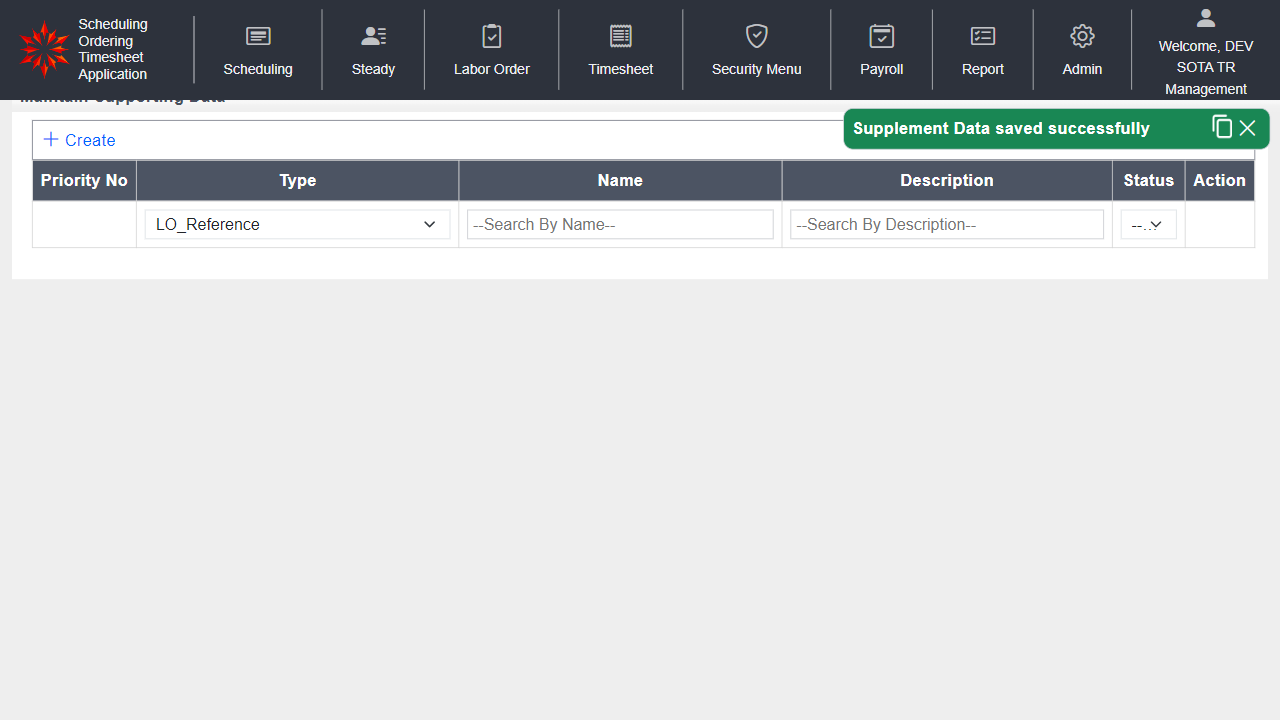 Scheduling
Ordering
Timesheet
Application
Scheduling
Steady
Labor Order
Timesheet
Security Menu
Payroll
Report
Admin
Welcome, DEV
SOTA TR
Management
Maintain Supporting Data
Supplement Data saved successfully
Create
Priority No Type Name Description Status Action
LO_Reference --Search By Name-- --Search By Description-- --...